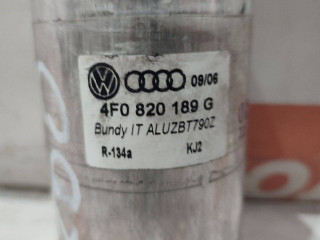 09/06
4F0 820 189 G
Bundy IT ALUZBT790Z
R-134a KJ2